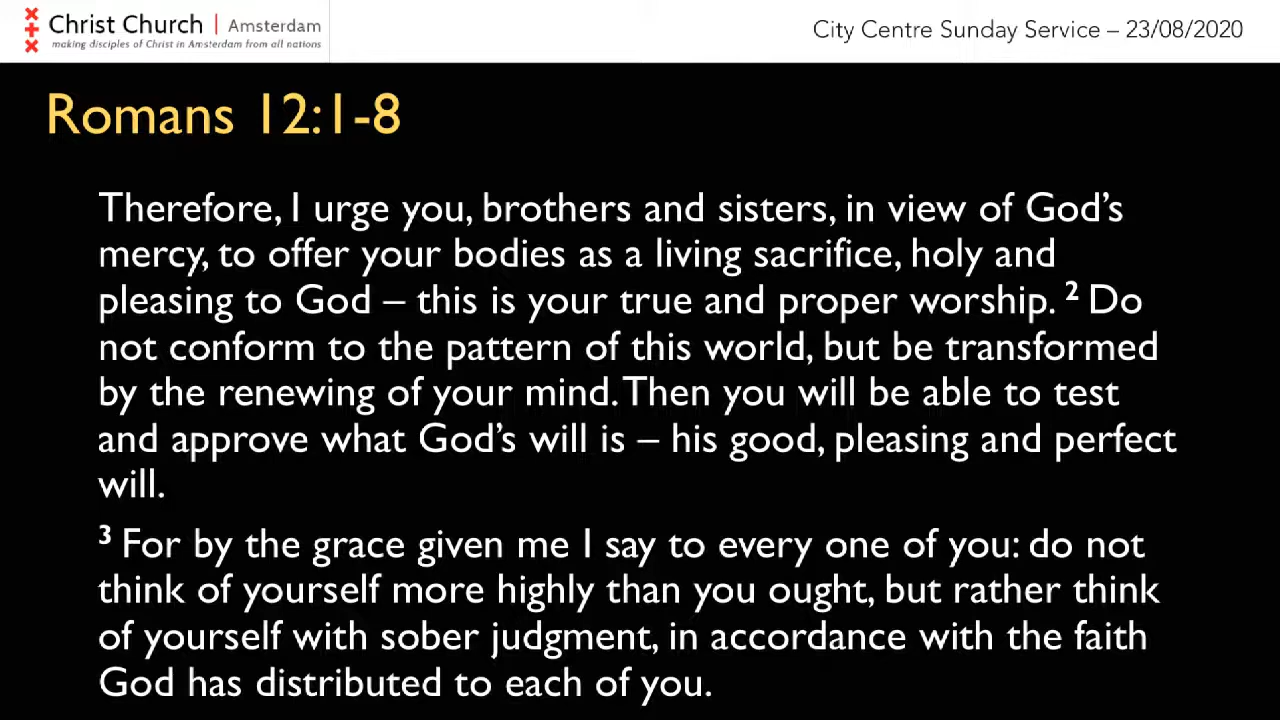 Christ Church | Amsterdam
making disciples of Christ in Amsterdam from all nations
City Centre Sunday Service – 23/08/2020
Romans 12:1-8
Therefore, I urge you, brothers and sisters, in view of God’s
mercy, to offer your bodies as a living sacrifice, holy and
pleasing to God – this is your true and proper worship. ² Do
not conform to the pattern of this world, but be transformed
by the renewing of your mind. Then you will be able to test
and approve what God’s will is – his good, pleasing and perfect
will.
³ For by the grace given me I say to every one of you: do not
think of yourself more highly than you ought, but rather think
of yourself with sober judgment, in accordance with the faith
God has distributed to each of you.